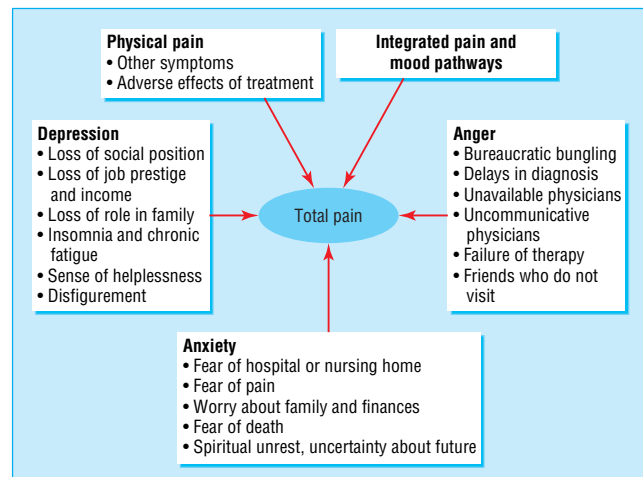 Physical pain
• Other symptoms
• Adverse effects of treatment
Integrated pain and
mood pathways
Depression
• Loss of social position
• Loss of job prestige
and income
• Loss of role in family
• Insomnia and chronic
fatigue
• Sense of helplessness
• Disfigurement
Total pain
Anger
• Bureaucratic bungling
• Delays in diagnosis
• Unavailable physicians
• Uncommunicative
physicians
• Failure of therapy
• Friends who do not
visit
Anxiety
• Fear of hospital or nursing home
• Fear of pain
• Worry about family and finances
• Fear of death
• Spiritual unrest, uncertainty about future